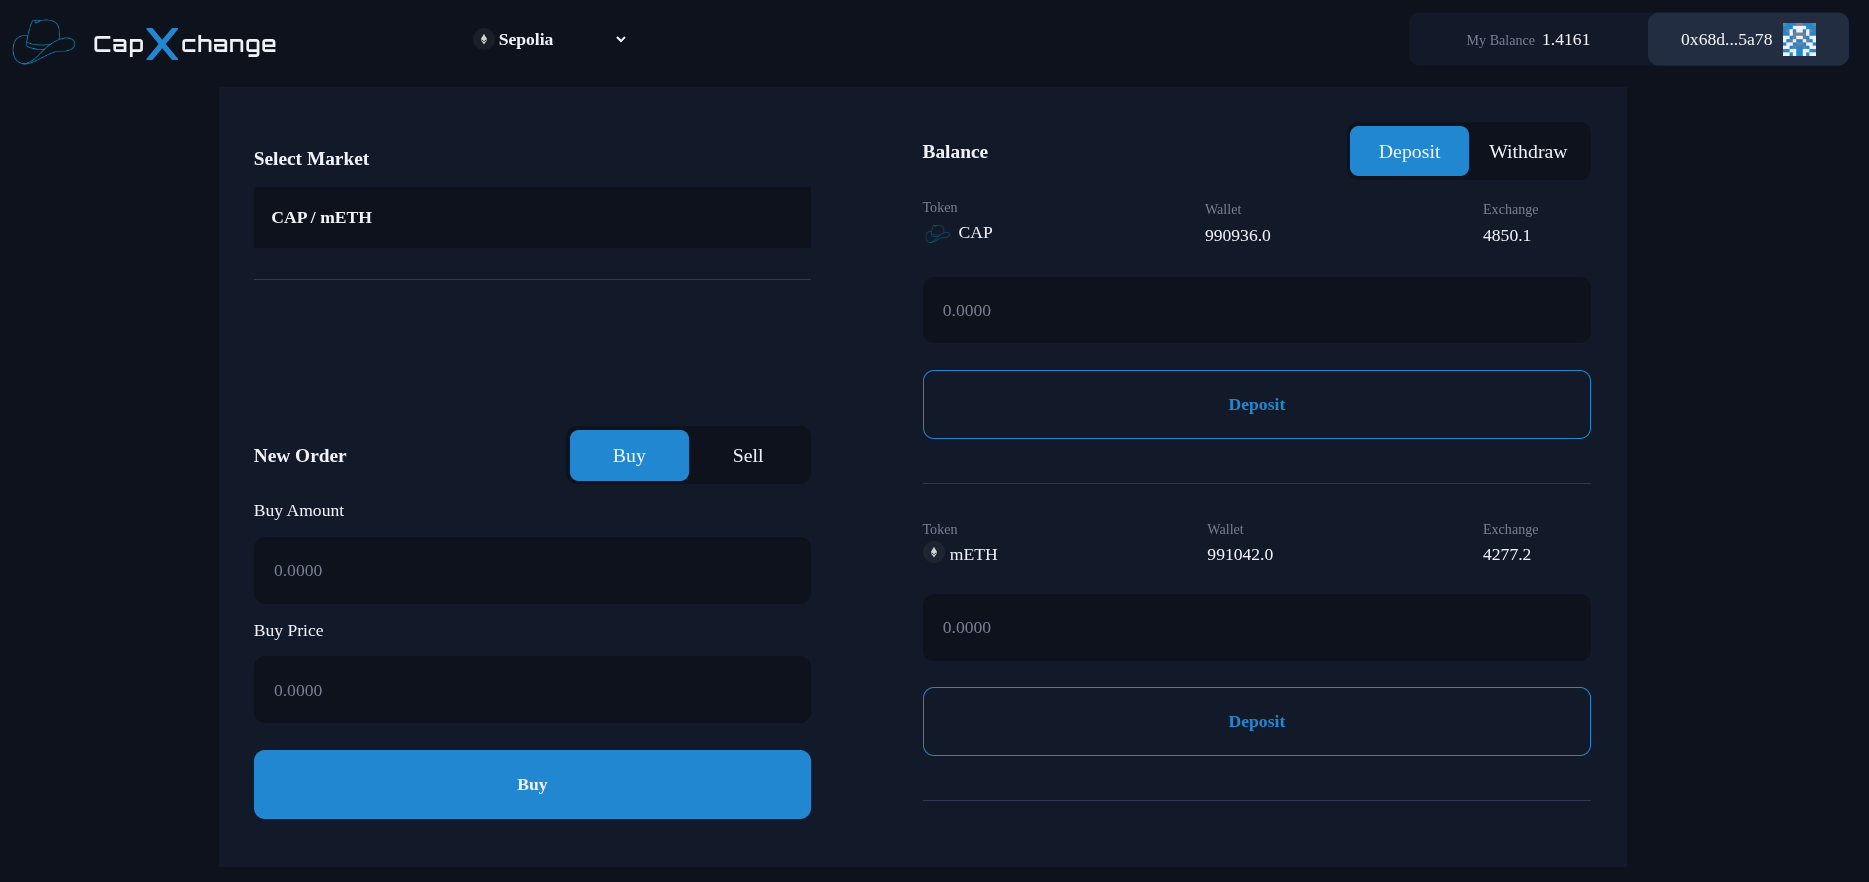 CapXchange
Sepolia
My Balance 1.4161
0x68d...5a78
Select Market
CAP / mETH
New Order
Buy
Sell
Buy Amount
0.0000
Buy Price
0.0000
Buy
Balance
Deposit
Withdraw
Token
Wallet
Exchange
CAP
990936.0
4850.1
0.0000
Deposit
Token
Wallet
Exchange
mETH
991042.0
4277.2
0.0000
Deposit